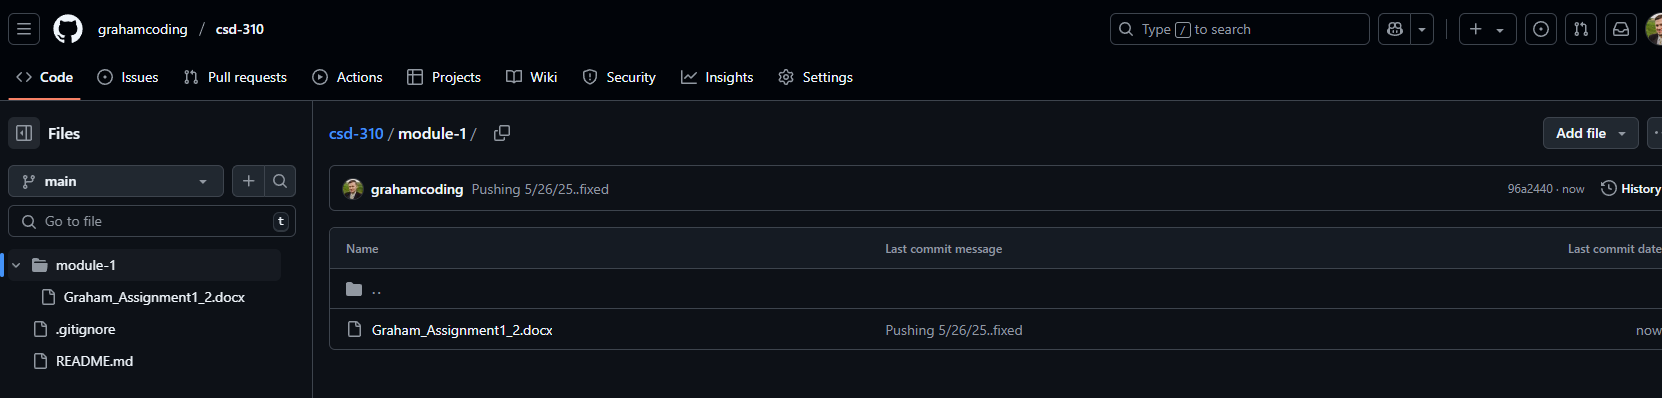 grahamcoding / csd-310
Type / to search
Code Issues Pull requests Actions Projects Wiki Security Insights Settings
Files
main
Go to file
t
module-1
Graham_Assignment1_2.docx
.gitignore
README.md
csd-310 / module-1 /
Add file
grahamcoding Pushing 5/26/25..fixed
96a2440 · now
History
Name Last commit message Last commit date
..
Graham_Assignment1_2.docx Pushing 5/26/25..fixed now